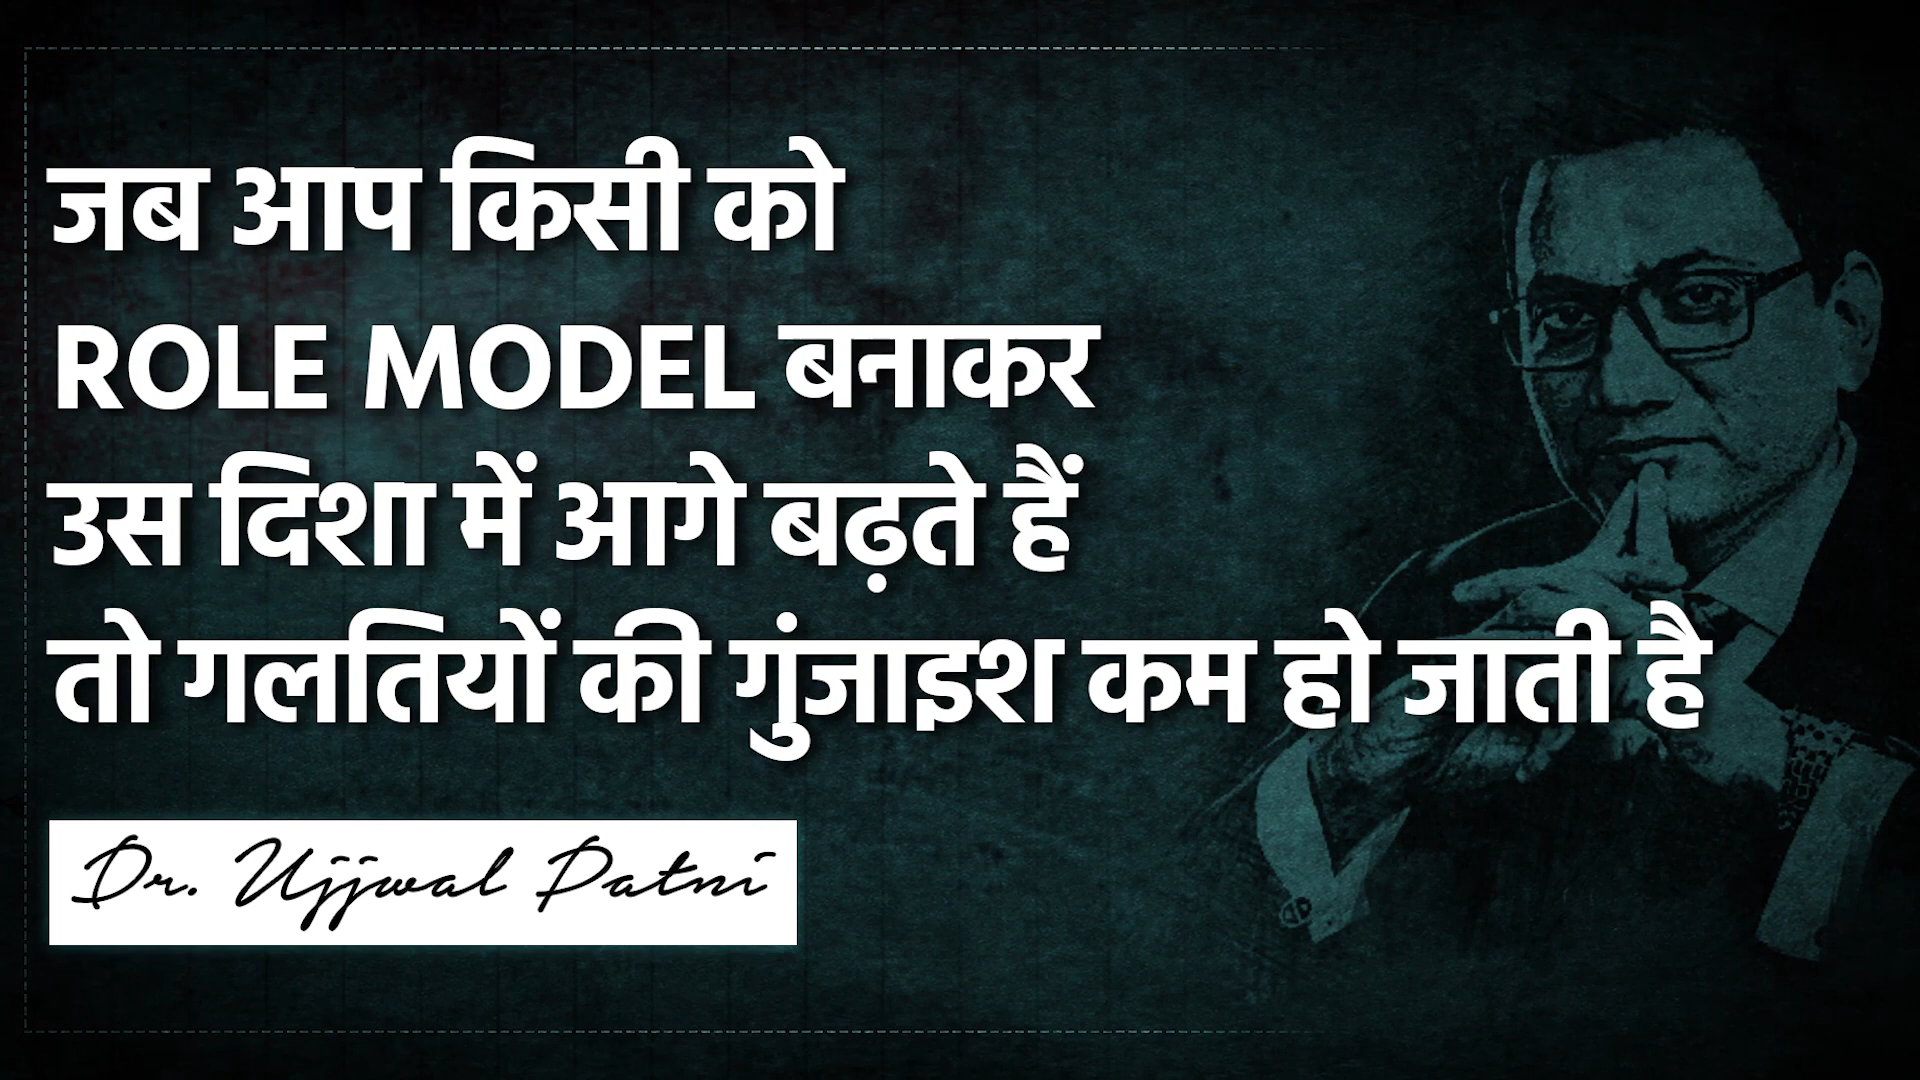 जब आप किसी को
ROLE MODEL बनाकर
उस दिशा में आगे बढ़ते हैं
तो गलतियों की गुंजाइश कम हो जाती है
Dr. Ujjwal Patni